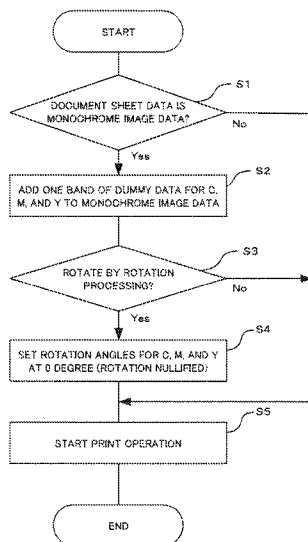 START
S1
DOCUMENT SHEET DATA IS
MONOCHROME IMAGE DATA?
No
Yes
S2
ADD ONE BAND OF DUMMY DATA FOR C,
M, AND Y TO MONOCHROME IMAGE DATA
S3
ROTATE BY ROTATION
PROCESSING?
No
Yes
S4
SET ROTATION ANGLES FOR C, M, AND Y
AT 0 DEGREE (ROTATION NULLIFIED)
S5
START PRINT OPERATION
END